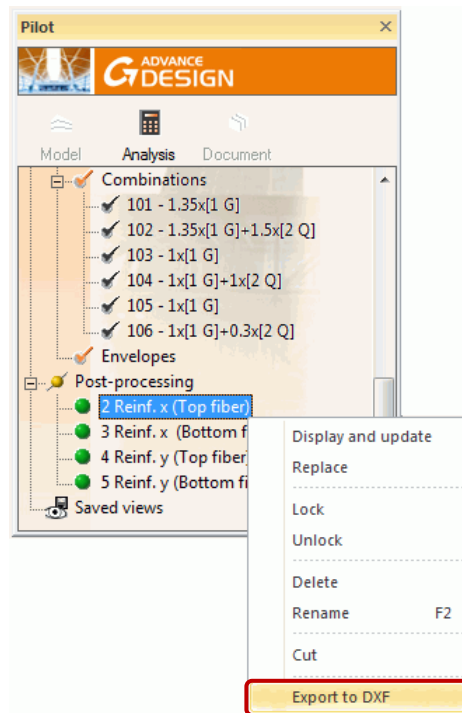 Pilot
ADVANCE
DESIGN
Model Analysis Document
Combinations
101 - 1.35x[1 G]
102 - 1.35x[1 G]+1.5x[2 Q]
103 - 1x[1 G]
104 - 1x[1 G]+1x[2 Q]
105 - 1x[1 G]
106 - 1x[1 G]+0.3x[2 Q]
Envelopes
Post-processing
2 Reinf. x (Top fiber)
3 Reinf. x (Bottom f
4 Reinf. y (Top fiber
5 Reinf. y (Bottom fi
Saved views
Display and update
Replace
Lock
Unlock
Delete
Rename F2
Cut
Export to DXF